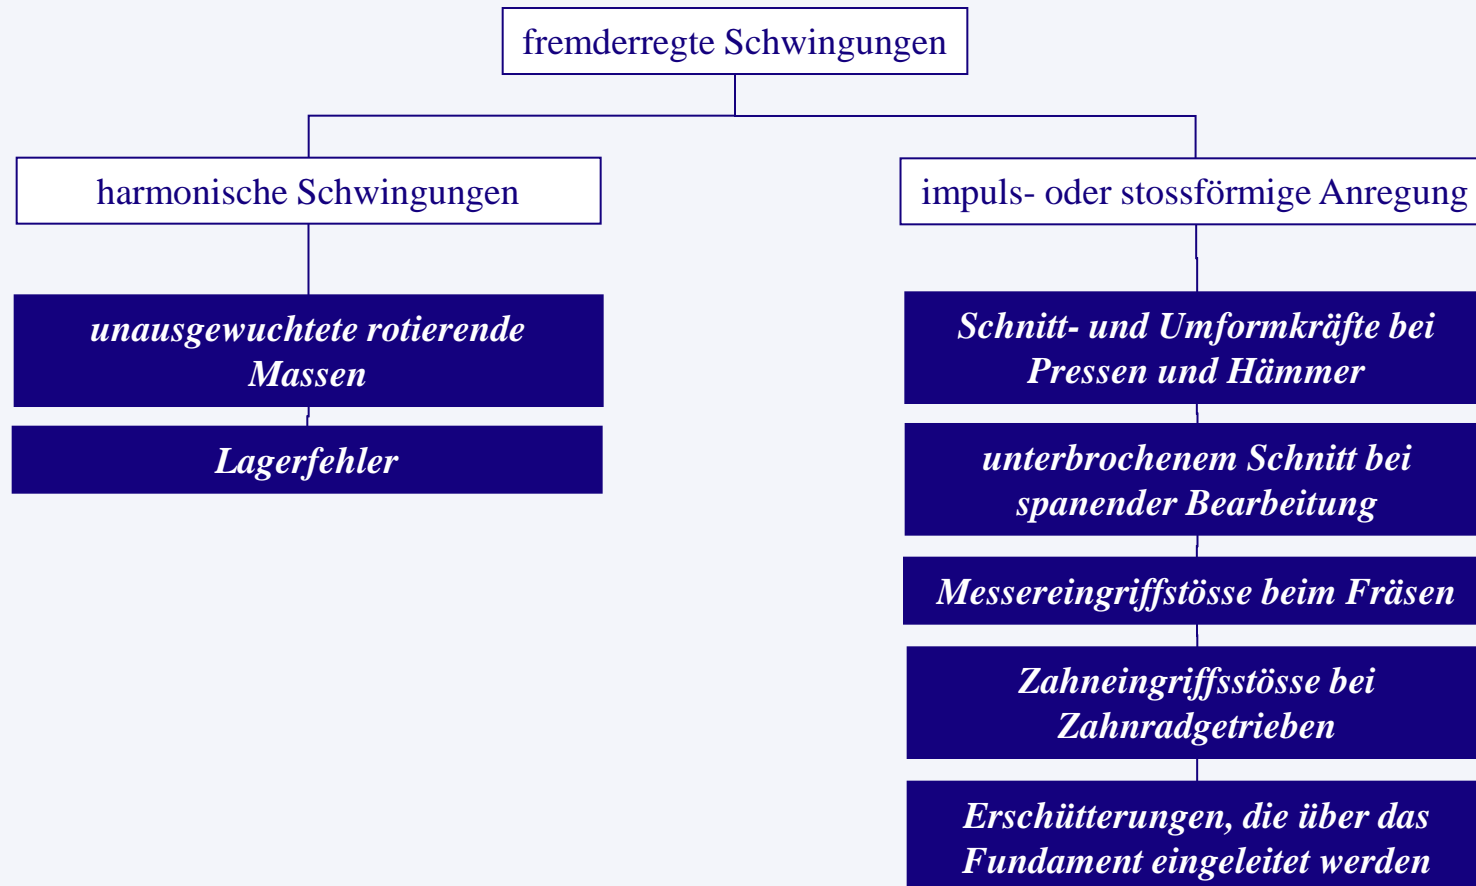 fremderregte Schwingungen
harmonische Schwingungen
unausgewuchtete rotierende
Massen
Lagerfehler
impuls- oder stossförmige Anregung
Schnitt- und Umformkräfte bei
Pressen und Hämmer
unterbrochenem Schnitt bei
spanender Bearbeitung
Messereingriffstösse beim Fräsen
Zahneingriffsstösse bei
Zahnradgetrieben
Erschütterungen, die über das
Fundament eingeleitet werden